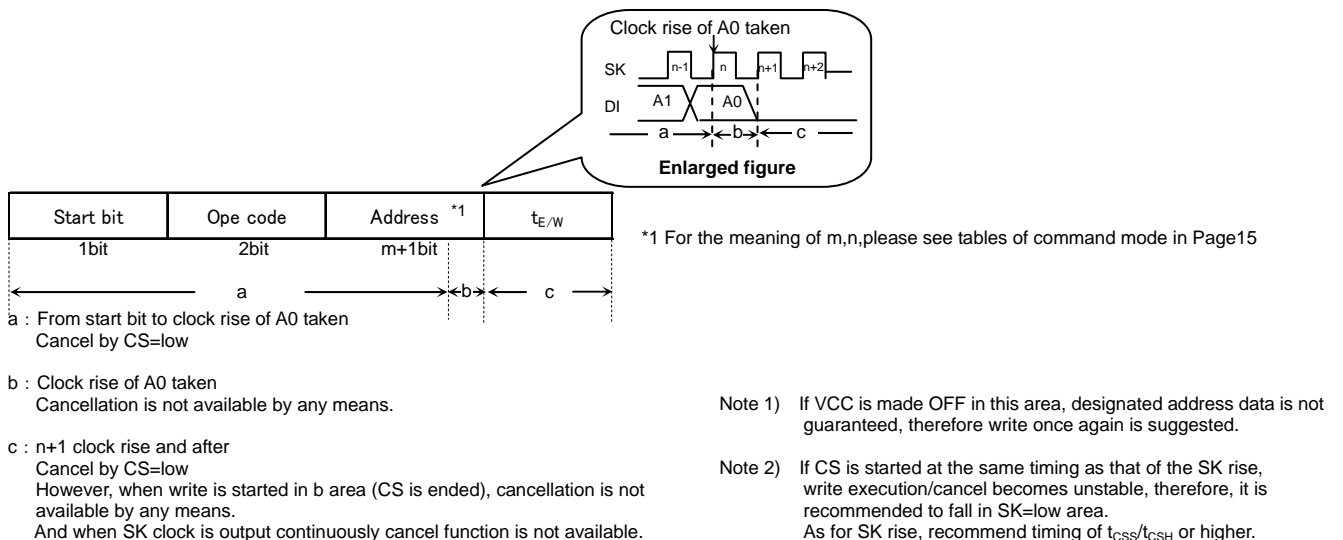 Clock rise of A0 taken
SK
n-1
n
n+1
n+2
DI
A1
A0
a
b
c
Enlarged figure
Start bit
Ope code
Address *1
tE/W
1bit
2bit
m+1bit
*1 For the meaning of m,n,please see tables of command mode in Page15
a
b
c
a : From start bit to clock rise of A0 taken
Cancel by CS=low
b : Clock rise of A0 taken
Cancellation is not available by any means.
c : n+1 clock rise and after
Cancel by CS=low
However, when write is started in b area (CS is ended), cancellation is not
available by any means.
And when SK clock is output continuously cancel function is not available.
Note 1) If VCC is made OFF in this area, designated address data is not
guaranteed, therefore write once again is suggested.
Note 2) If CS is started at the same timing as that of the SK rise,
write execution/cancel becomes unstable, therefore, it is
recommended to fall in SK=low area.
As for SK rise, recommend timing of tCSS/tCSH or higher.